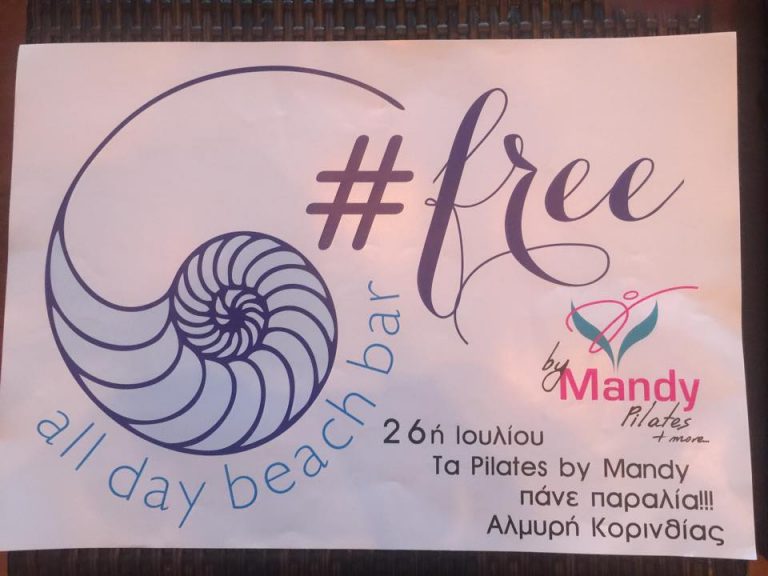 #free
all day beach bar
by
Mandy
Pilates
+ more...
26ή Ιουλίου
Τα Pilates by Mandy
πάνε παραλία!!!
Αλμυρή Κορινθίας